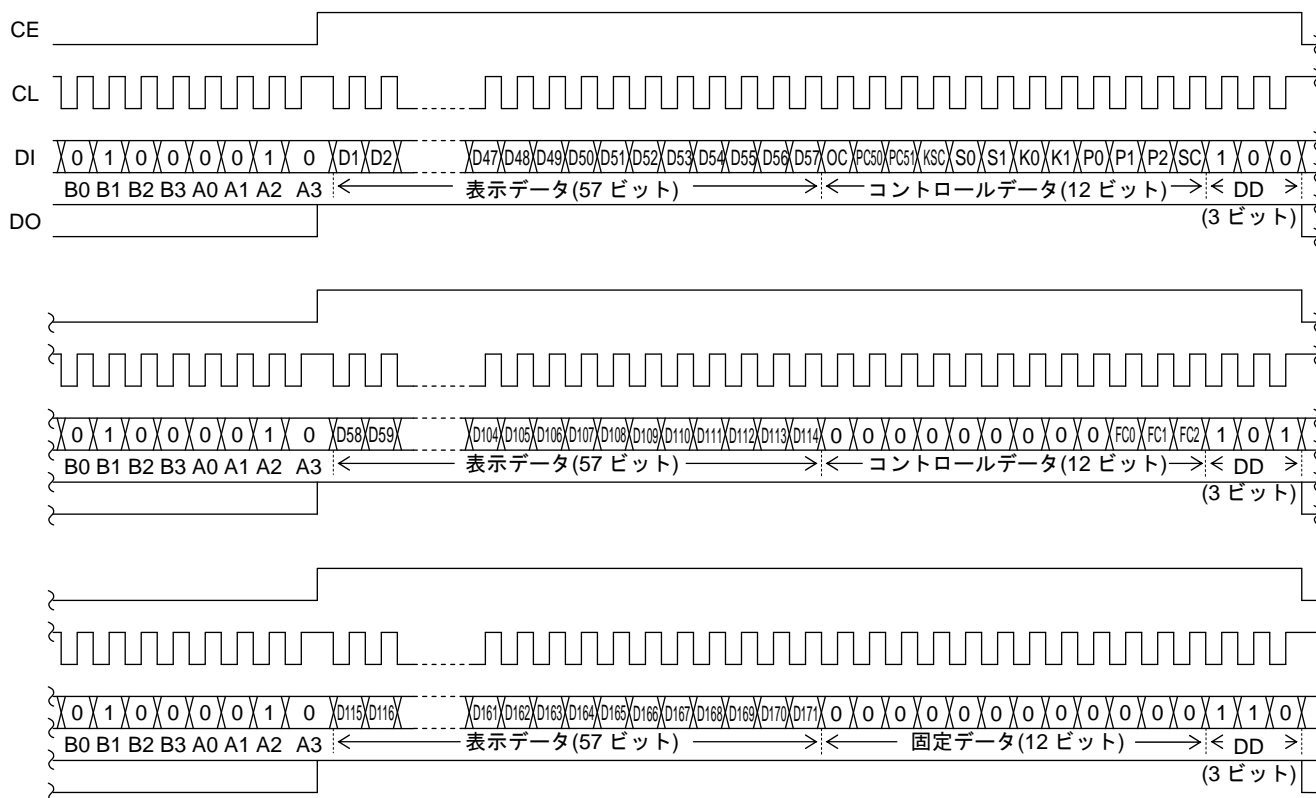 CE
CL
DI 0 1 0 0 0 0 1 0 D1 D2 D47 D48 D49 D50 D51 D52 D53 D54 D55 D56 D57 OC PC50 PC51 KSC S0 S1 K0 K1 P0 P1 P2 SC 1 0 0
B0 B1 B2 B3 A0 A1 A2 A3 表示データ(57 ビット) コントロールデータ(12 ビット) DD
DO (3 ビット)
0 1 0 0 0 0 1 0 D58 D59 D104 D105 D106 D107 D108 D109 D110 D111 D112 D113 D114 0 0 0 0 0 0 0 0 0 FC0 FC1 FC2 1 0 1
B0 B1 B2 B3 A0 A1 A2 A3 表示データ(57 ビット) コントロールデータ(12 ビット) DD
(3 ビット)
0 1 0 0 0 0 1 0 D115 D116 D161 D162 D163 D164 D165 D166 D167 D168 D169 D170 D171 0 0 0 0 0 0 0 0 0 0 0 0 1 1 0
B0 B1 B2 B3 A0 A1 A2 A3 表示データ(57 ビット) 固定データ(12 ビット) DD
(3 ビット)